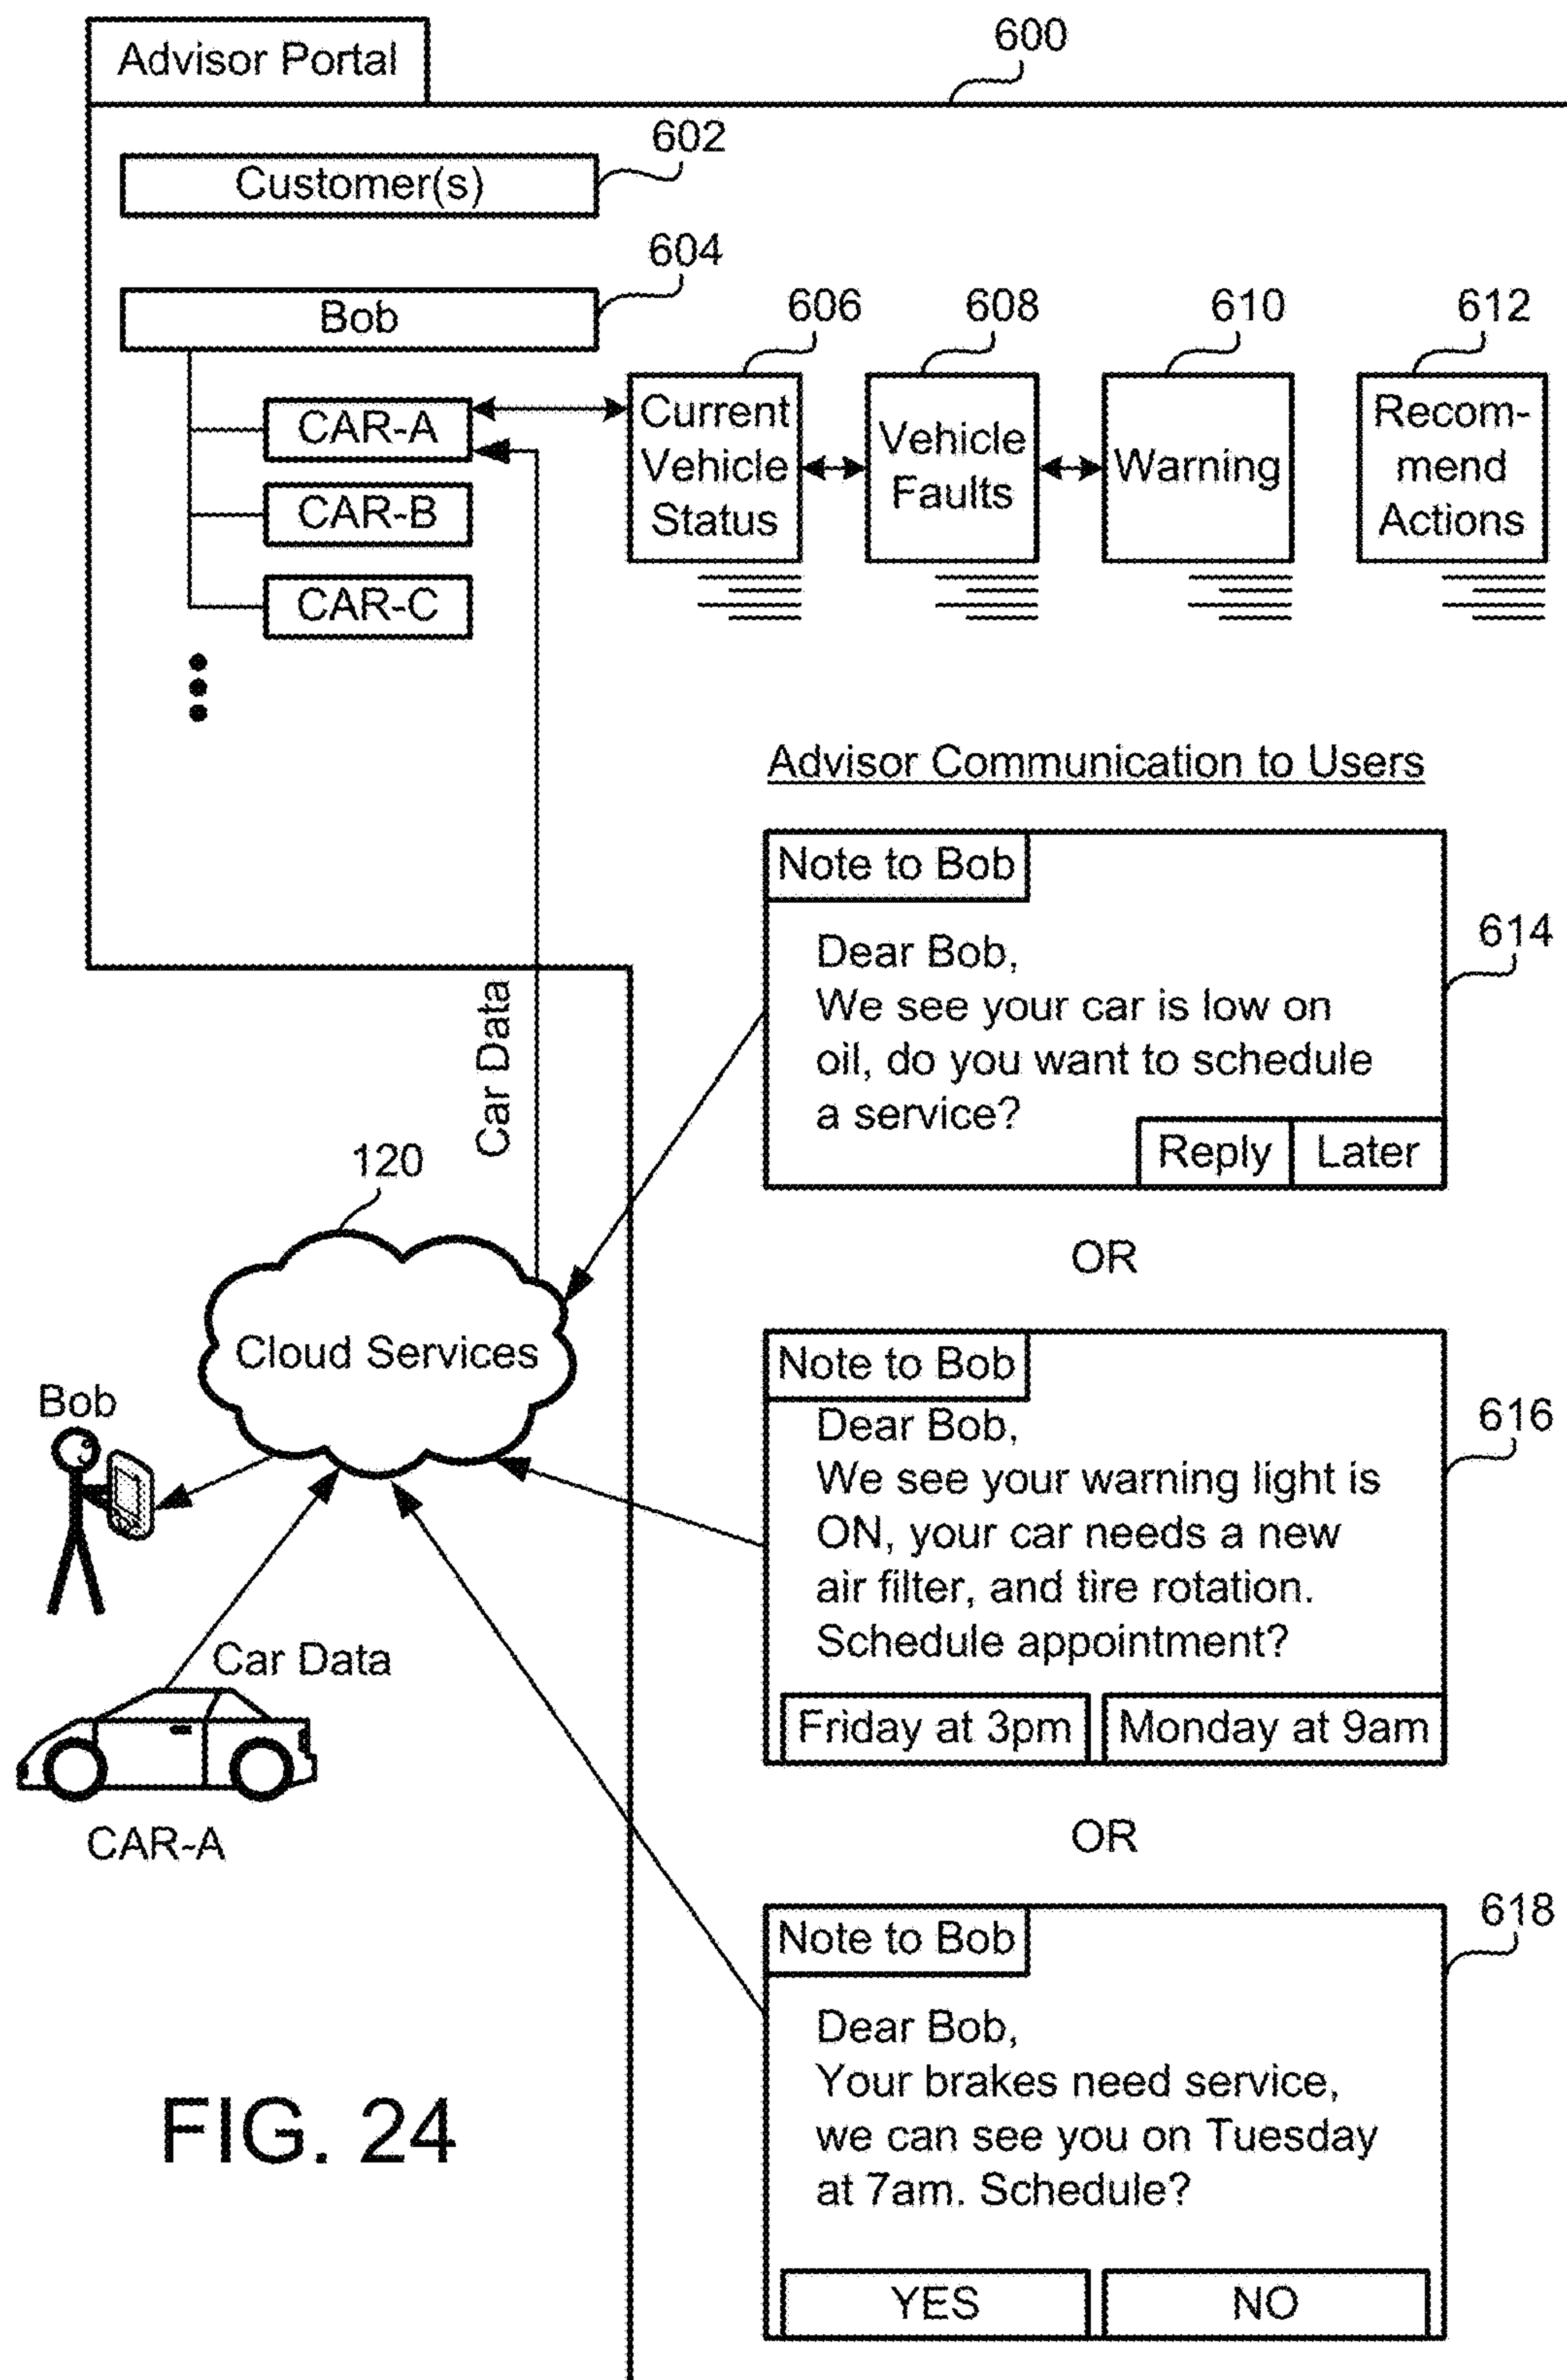 Advisor Portal
600
602
Customer(s)
604
Bob
606
608
610
612
CAR-A
CAR-B
CAR-C
Current
Vehicle
Status
Vehicle
Faults
Warning
Recom-
mend
Actions
Advisor Communication to Users
Note to Bob
614
Dear Bob,
We see your car is low on
oil, do you want to schedule
a service?
Reply
Later
Car Data
120
Cloud Services
OR
Note to Bob
616
Dear Bob,
We see your warning light is
ON, your car needs a new
air filter, and tire rotation.
Schedule appointment?
Friday at 3pm
Monday at 9am
Bob
Car Data
CAR-A
OR
618
Note to Bob
Dear Bob,
Your brakes need service,
we can see you on Tuesday
at 7am. Schedule?
YES
NO
FIG. 24